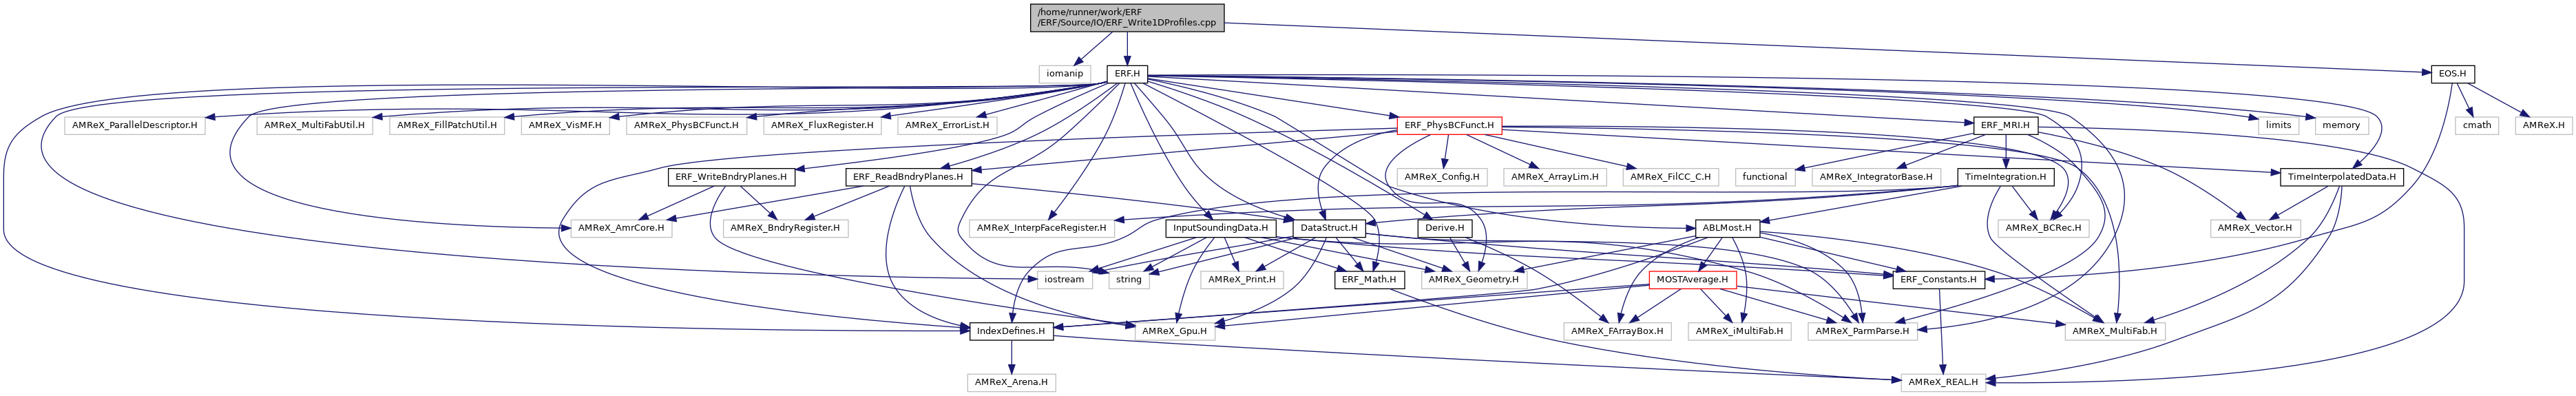 /home/runner/work/ERF
/ERF/Source/IO/ERF_Write1DProfiles.cpp
iomanip
ERF.H
EOS.H
AMReX_ParallelDescriptor.H
AMReX_MultiFabUtil.H
AMReX_FillPatchUtil.H
AMReX_VisMF.H
AMReX_PhysBCFunct.H
AMReX_FluxRegister.H
AMReX_ErrorList.H
ERF_PhysBCFunct.H
ERF_MRI.H
limits
memory
cmath
AMReX.H
ERF_WriteBndryPlanes.H
ERF_ReadBndryPlanes.H
AMReX_Config.H
AMReX_ArrayLim.H
AMReX_FilCC_C.H
functional
AMReX_IntegratorBase.H
TimeIntegration.H
TimeInterpolatedData.H
AMReX_AmrCore.H
AMReX_BndryRegister.H
AMReX_InterpFaceRegister.H
InputSoundingData.H
DataStruct.H
Derive.H
ABLMost.H
AMReX_BCRec.H
AMReX_Vector.H
iostream
string
AMReX_Print.H
ERF_Math.H
AMReX_Geometry.H
MOSTAverage.H
ERF_Constants.H
IndexDefines.H
AMReX_Gpu.H
AMReX_FArrayBox.H
AMReX_iMultiFab.H
AMReX_ParmParse.H
AMReX_MultiFab.H
AMReX_Arena.H
AMReX_REAL.H